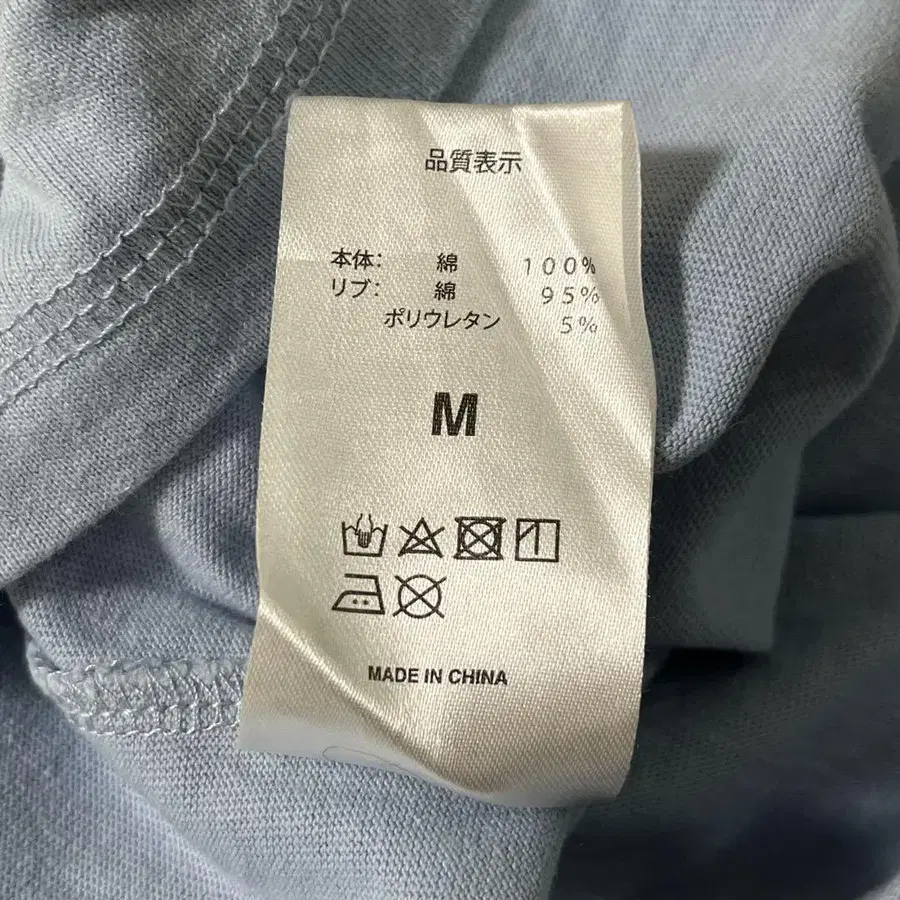 品質表示
本体: 綿 100%
リブ: 綿 95%
ポリウレタン 5%
M
MADE IN CHINA